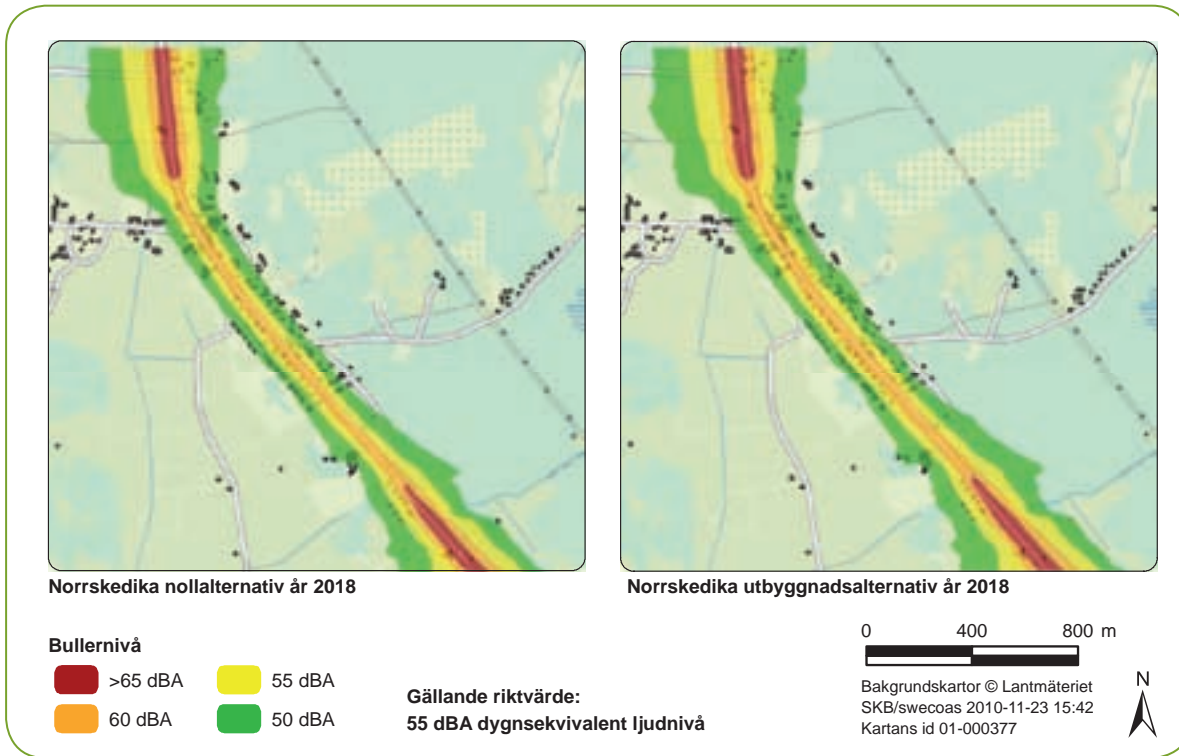 Norrskedika nollalternativ år 2018
Norrskedika utbyggnadsalternativ år 2018
Bullernivå
>65 dBA
55 dBA
60 dBA
50 dBA
Gällande riktvärde:
55 dBA dygnsekvivalent ljudnivå
0 400 800 m
Bakgrundskartor © Lantmäteriet
SKB/swecoas 2010-11-23 15:42
Kartans id 01-000377
N